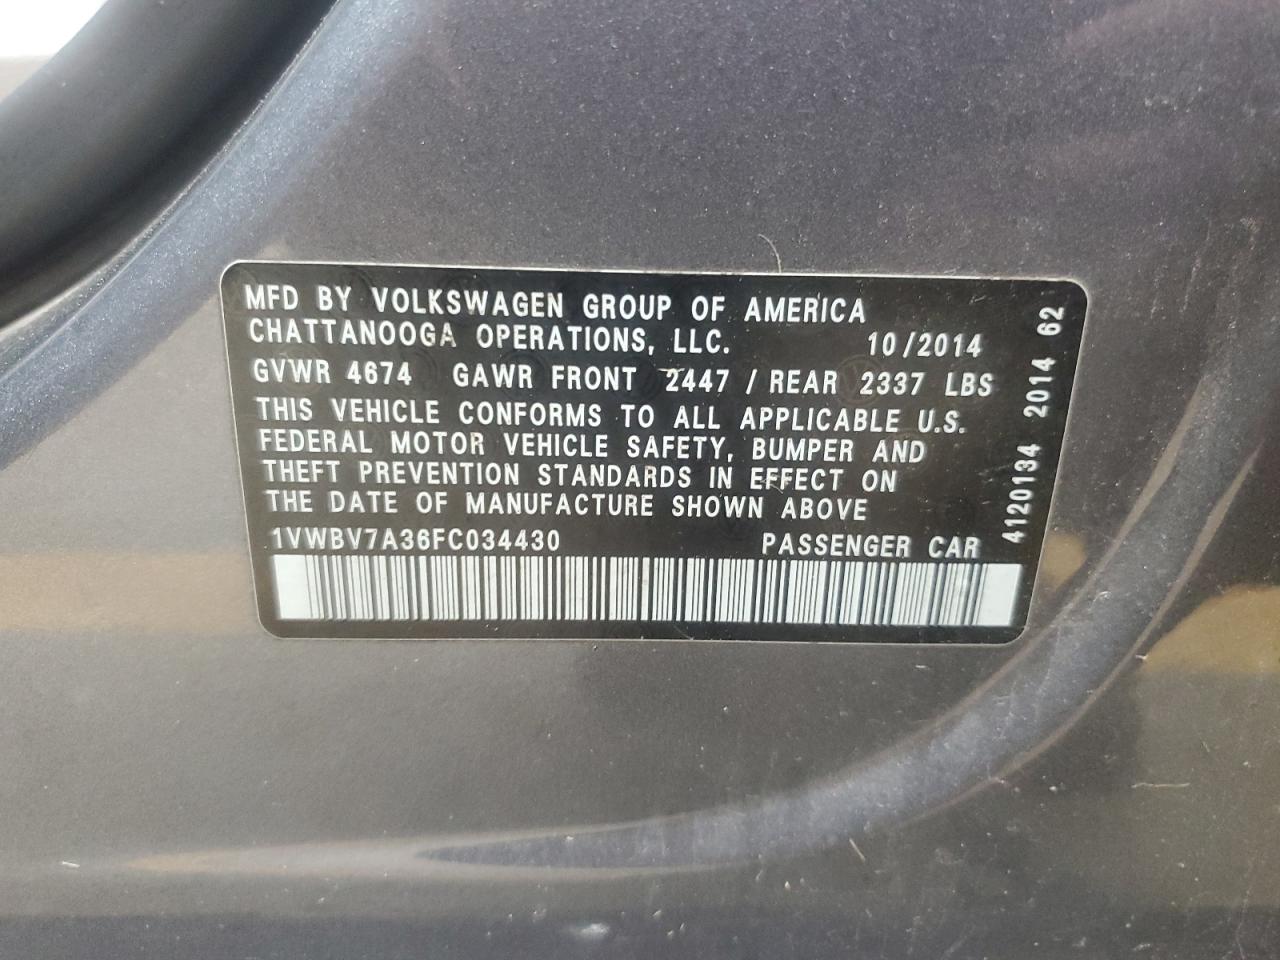 MFD BY VOLKSWAGEN GROUP OF AMERICA
CHATTANOOGA OPERATIONS, LLC. 10/2014
GVWR 4674 GAWR FRONT 2447 / REAR 2337 LBS
THIS VEHICLE CONFORMS TO ALL APPLICABLE U.S.
FEDERAL MOTOR VEHICLE SAFETY, BUMPER AND
THEFT PREVENTION STANDARDS IN EFFECT ON
THE DATE OF MANUFACTURE SHOWN ABOVE
1VWBV7A36FC034430 PASSENGER CAR
4120134 2014 62